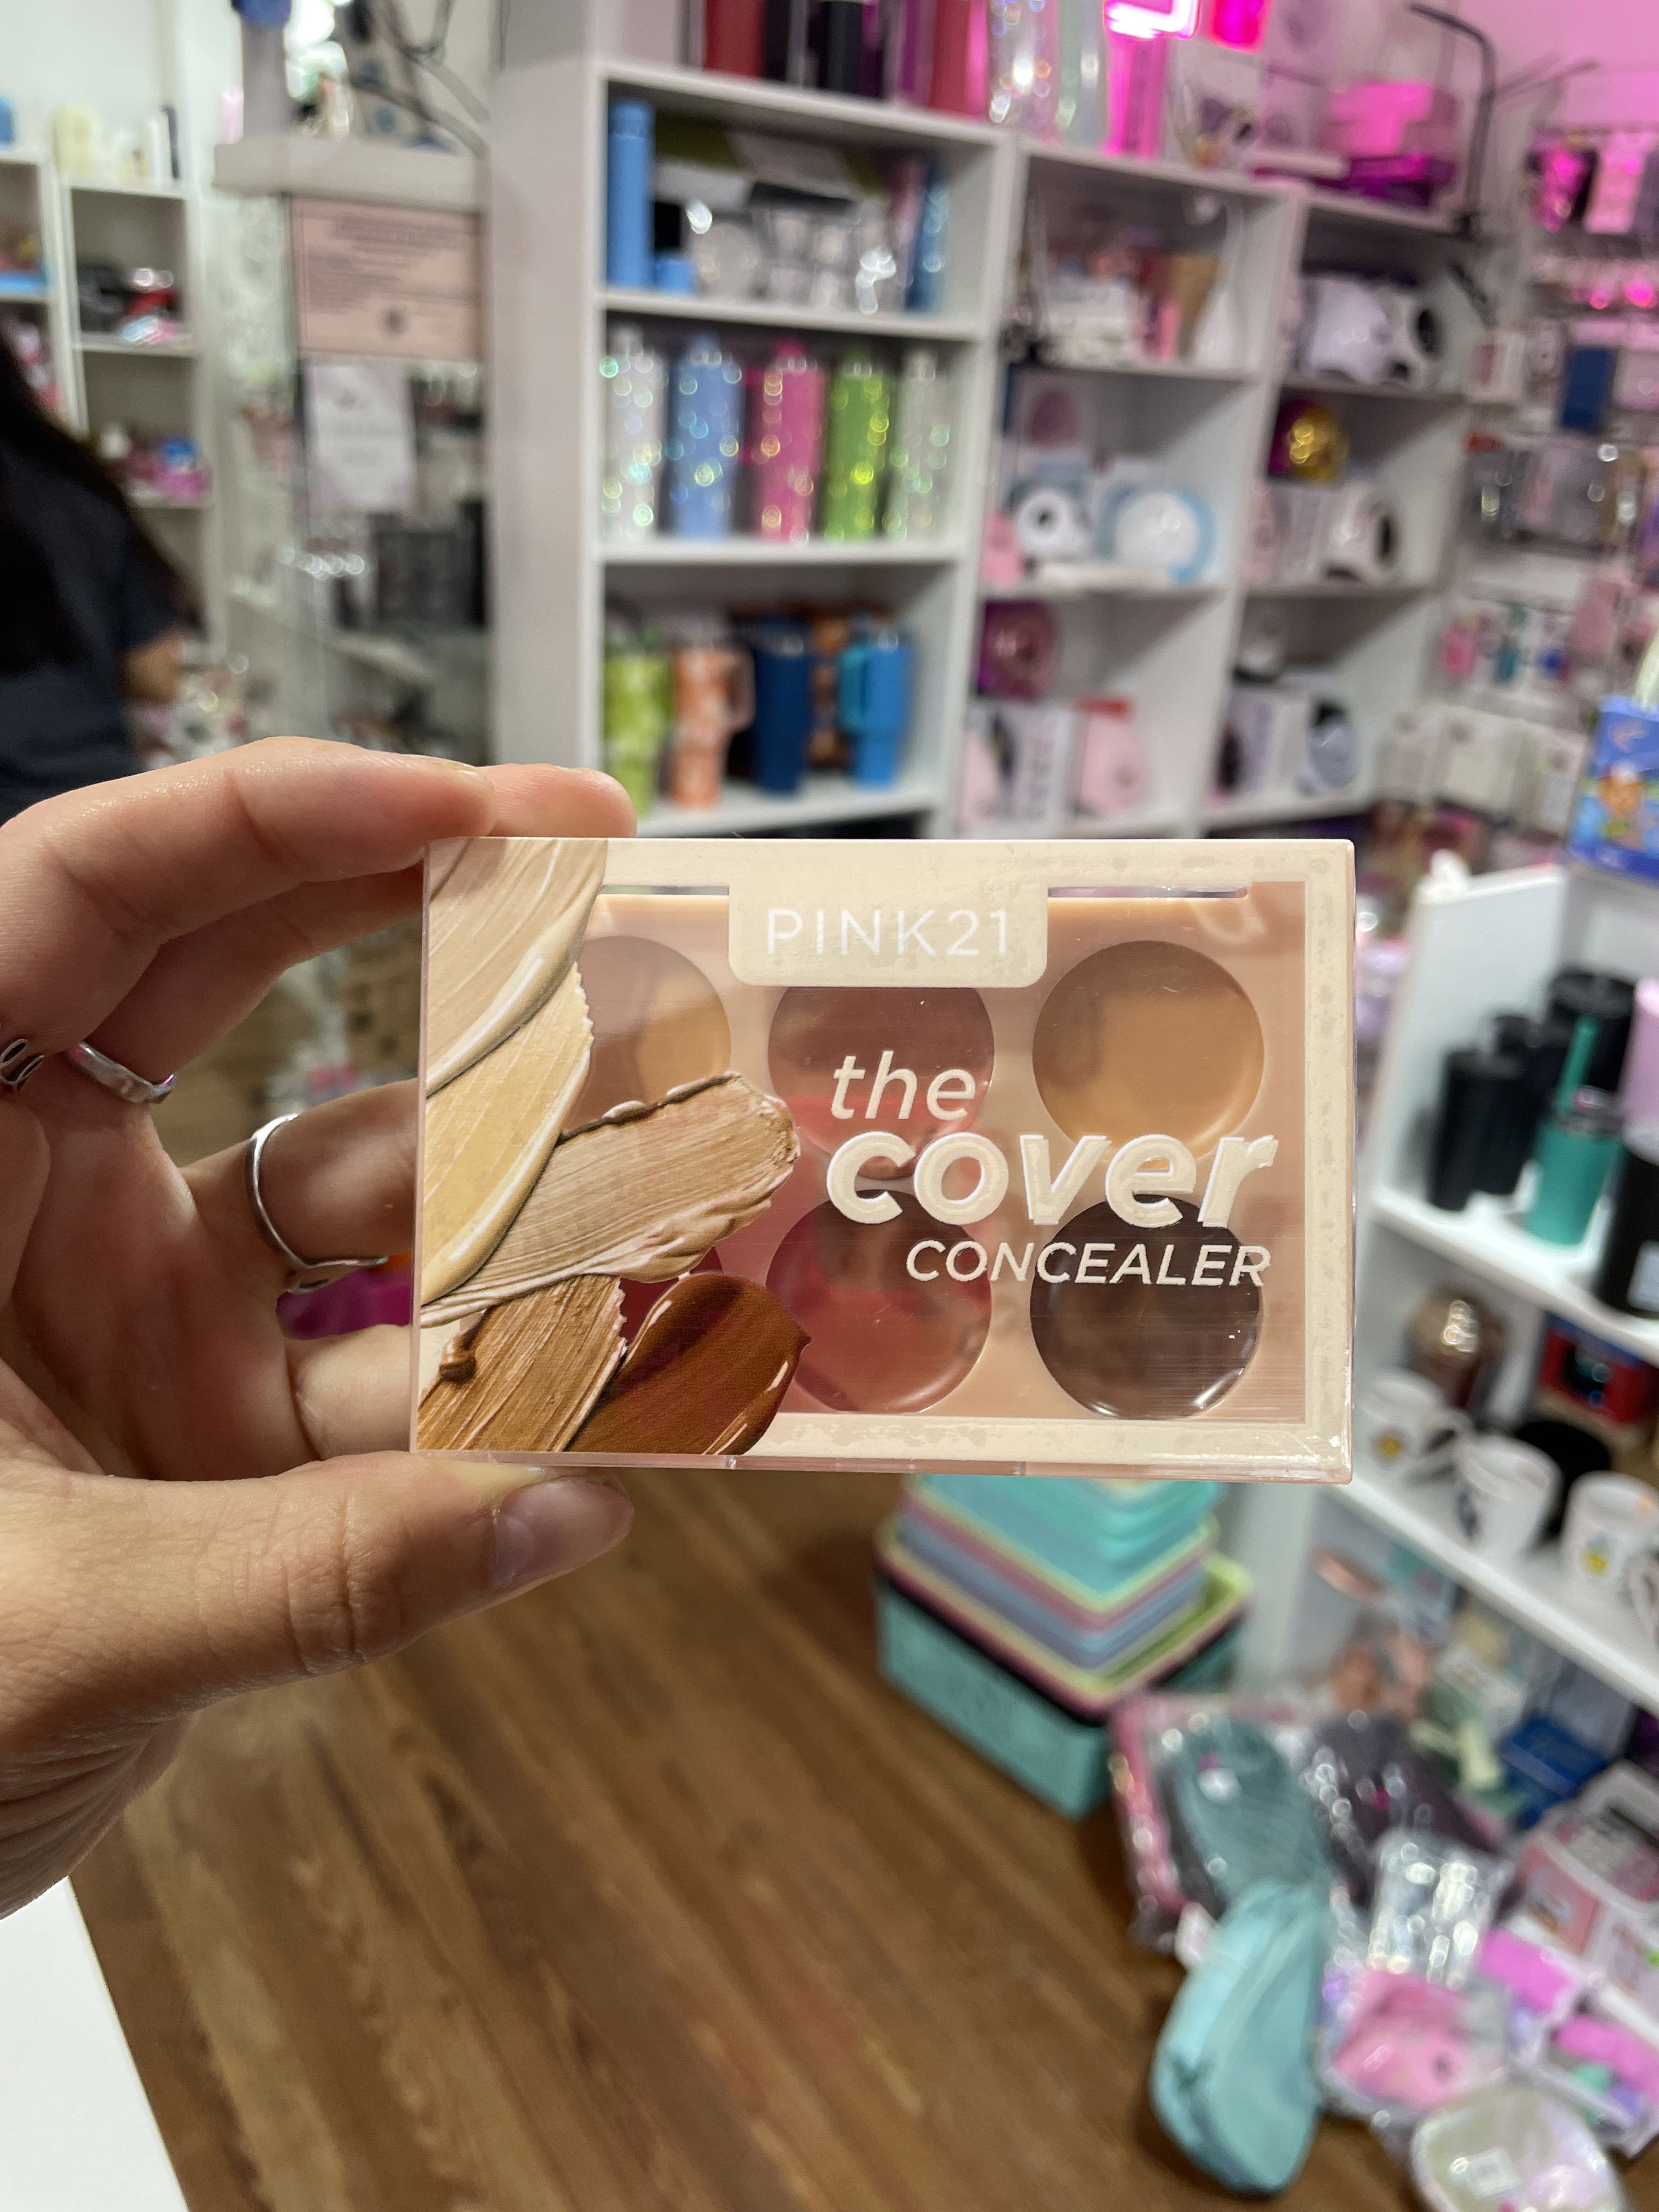 PINK21
the
cover
CONCEALER